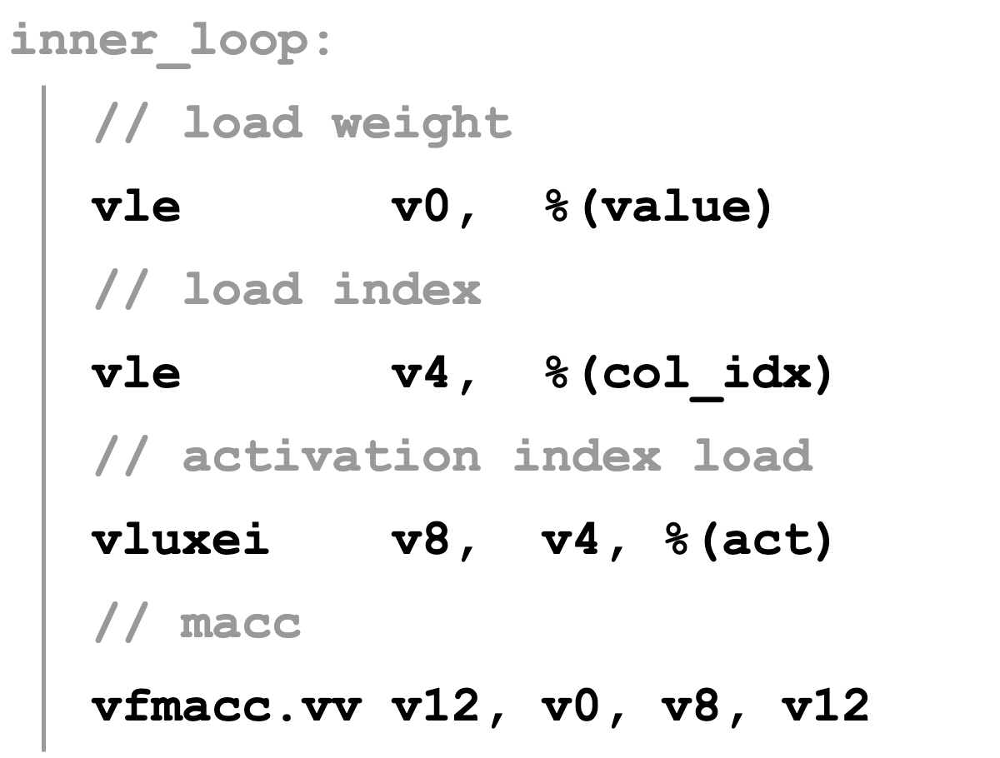 inner_loop:
// load weight
vle v0, %(value)
// load index
vle v4, %(col_idx)
// activation index load
vluxei v8, v4, %(act)
// macc
vfmacc.vv v12, v0, v8, v12